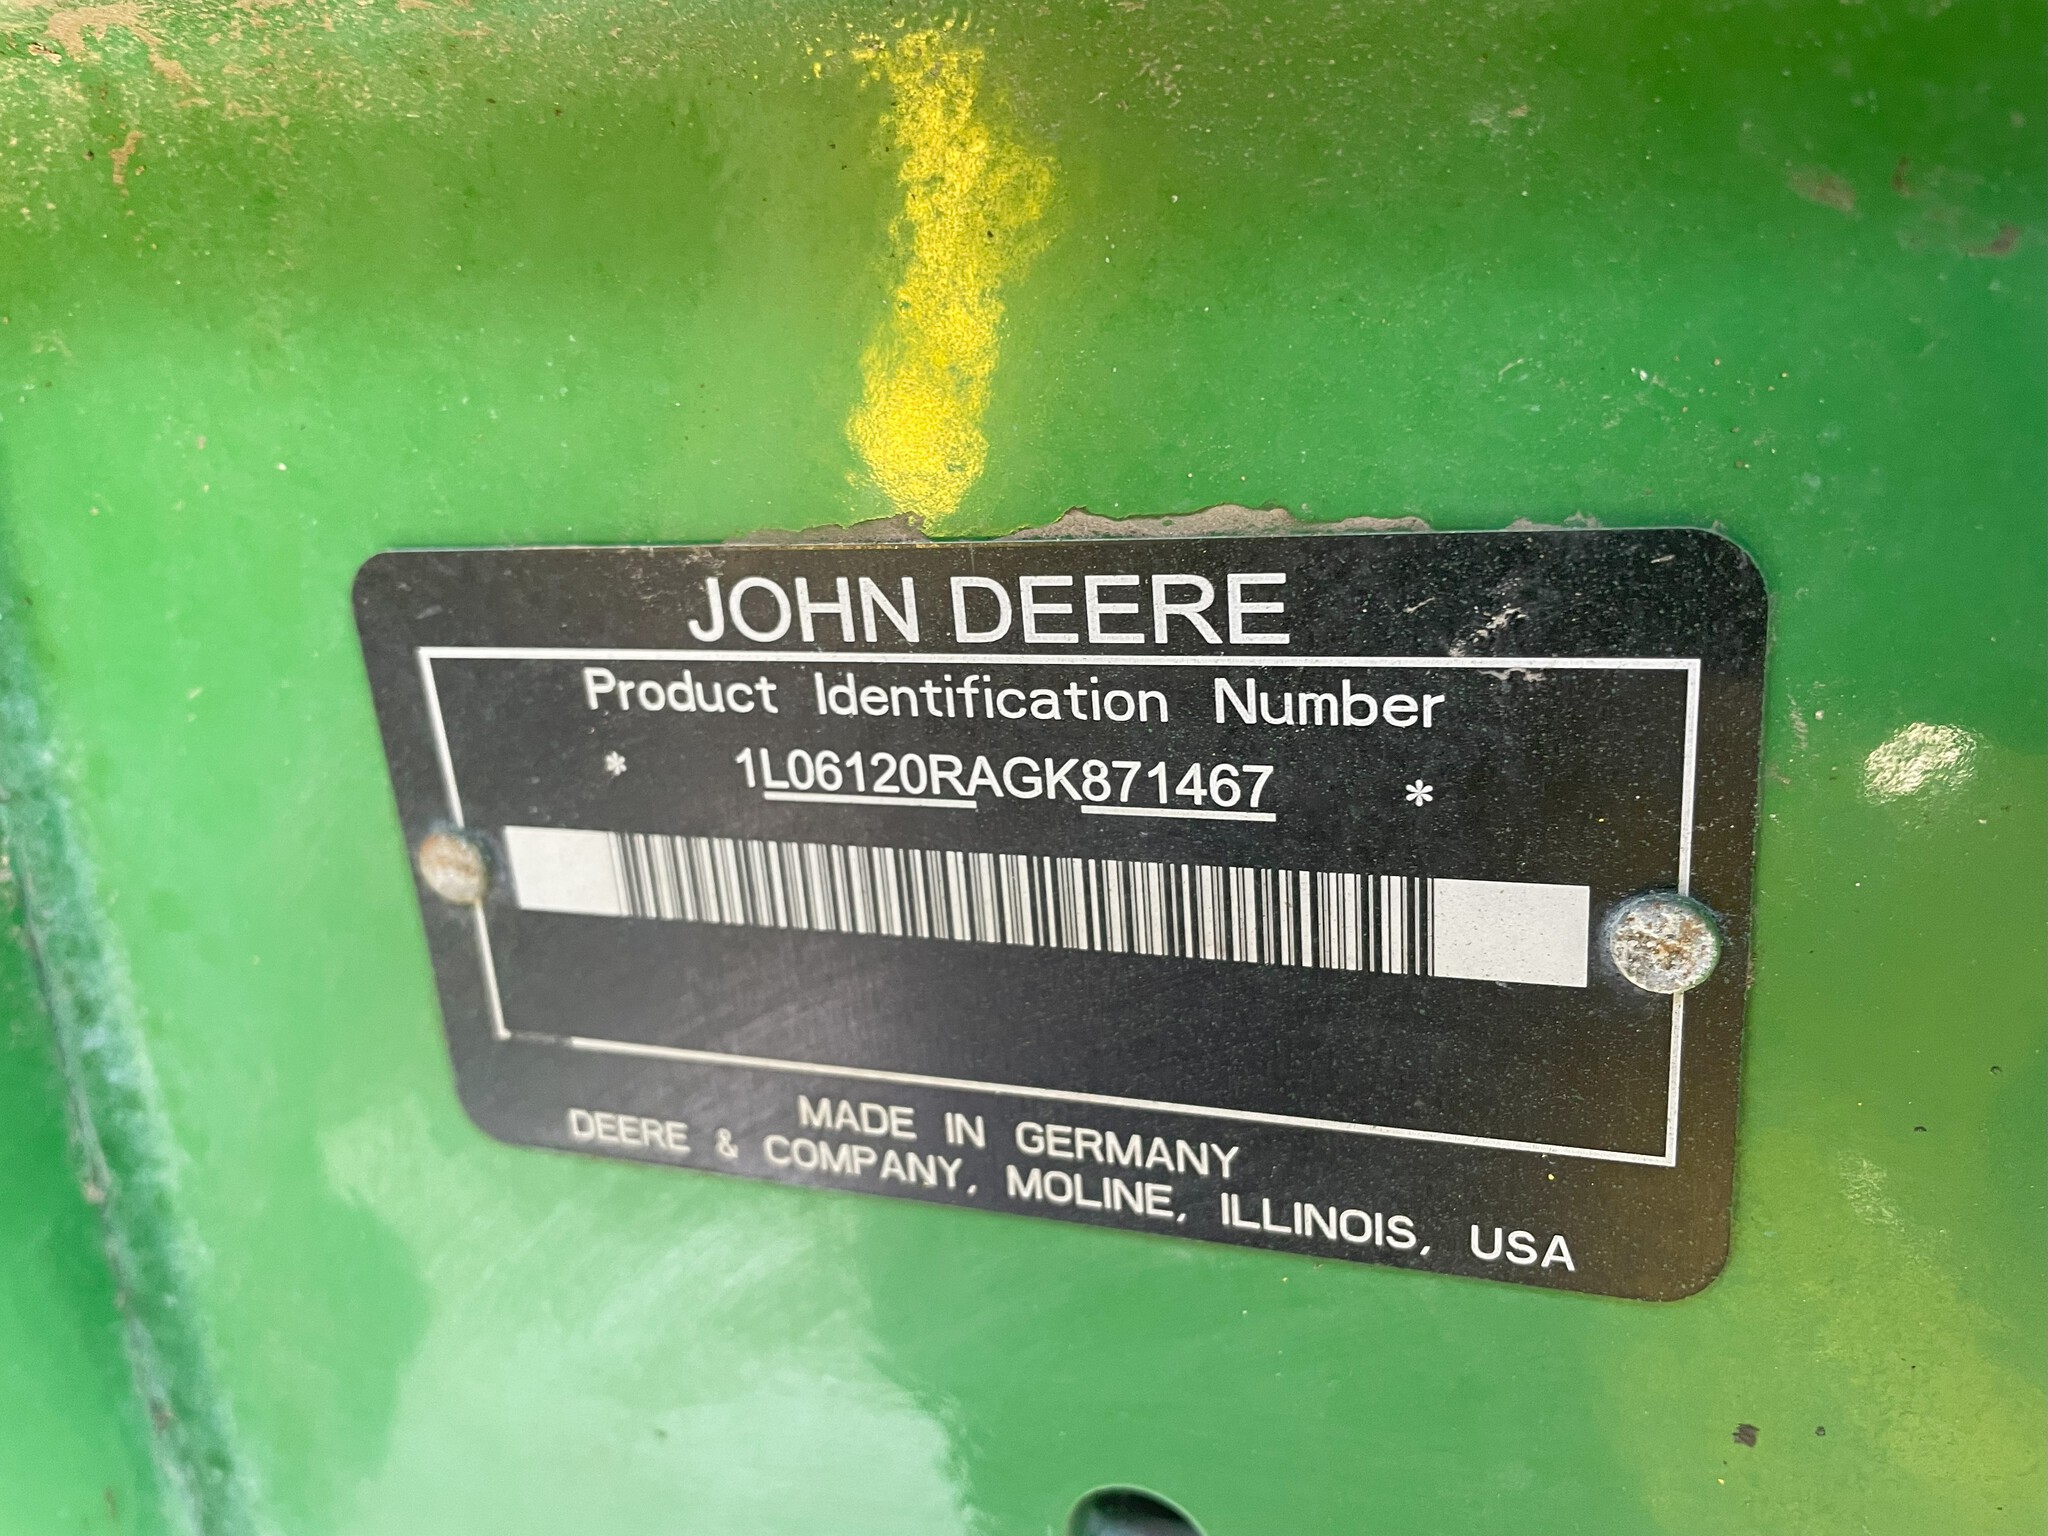 JOHN DEERE
Product Identification Number
* 1L06120RAGK871467 *
MADE IN GERMANY
DEERE & COMPANY, MOLINE, ILLINOIS, USA